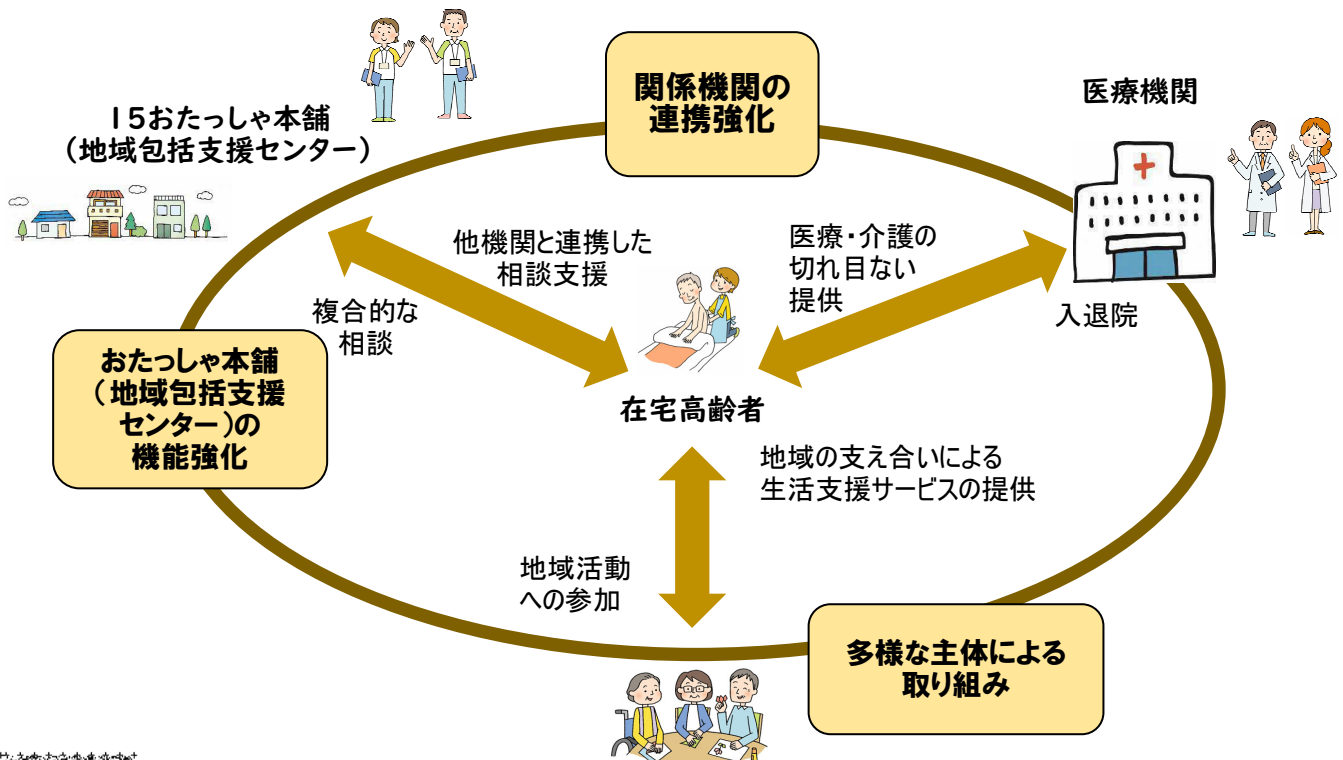 関係機関の
連携強化
医療機関
15おたっしゃ本舗
（地域包括支援センター）
他機関と連携した
相談支援
医療・介護の
切れ目ない
提供
複合的な
相談
入退院
おたっしゃ本舗
（地域包括支援
センター）の
機能強化
在宅高齢者
地域の支え合いによる
生活支援サービスの提供
地域活動
への参加
多様な主体による
取り組み